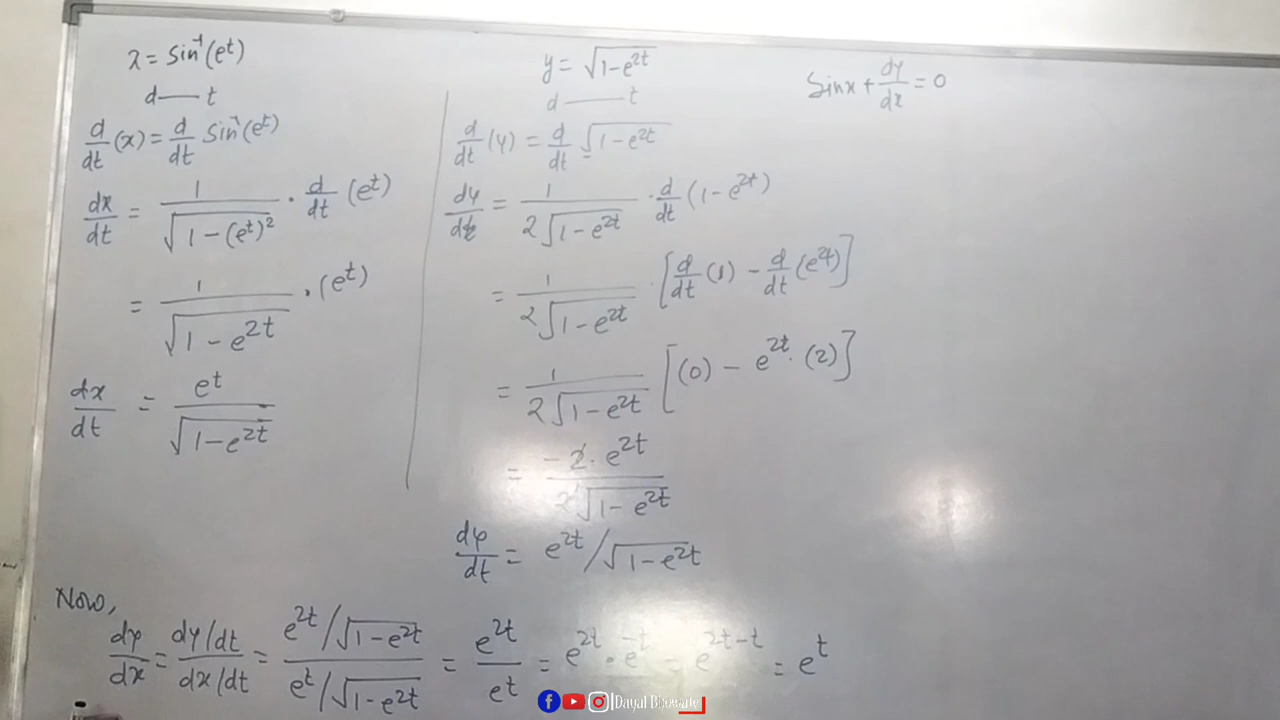 x = Sin⁻¹(eᵗ)
d — t
d/dt (x) = d/dt Sin⁻¹(eᵗ)
dx/dt = 1/√(1-(eᵗ)²) · d/dt (eᵗ)
= 1/√(1-e²ᵗ) · (eᵗ)
dx/dt = eᵗ/√(1-e²ᵗ)
y = √(1-e²ᵗ)
d — t
d/dt (y) = d/dt √(1-e²ᵗ)
dy/dt = 1/(2√(1-e²ᵗ)) · d/dt (1-e²ᵗ)
= 1/(2√(1-e²ᵗ)) · [d/dt (1) - d/dt (e²ᵗ)]
= 1/(2√(1-e²ᵗ)) [(0) - e²ᵗ · (2)]
= -2·e²ᵗ/(2√(1-e²ᵗ))
dy/dt = e²ᵗ/√(1-e²ᵗ)
Sinx + dy/dx = 0
Now,
dy/dx = (dy/dt)/(dx/dt) = (e²ᵗ/√(1-e²ᵗ))/(eᵗ/√(1-e²ᵗ)) = e²ᵗ/eᵗ = e²ᵗ · e⁻ᵗ = e²ᵗ⁻ᵗ = eᵗ